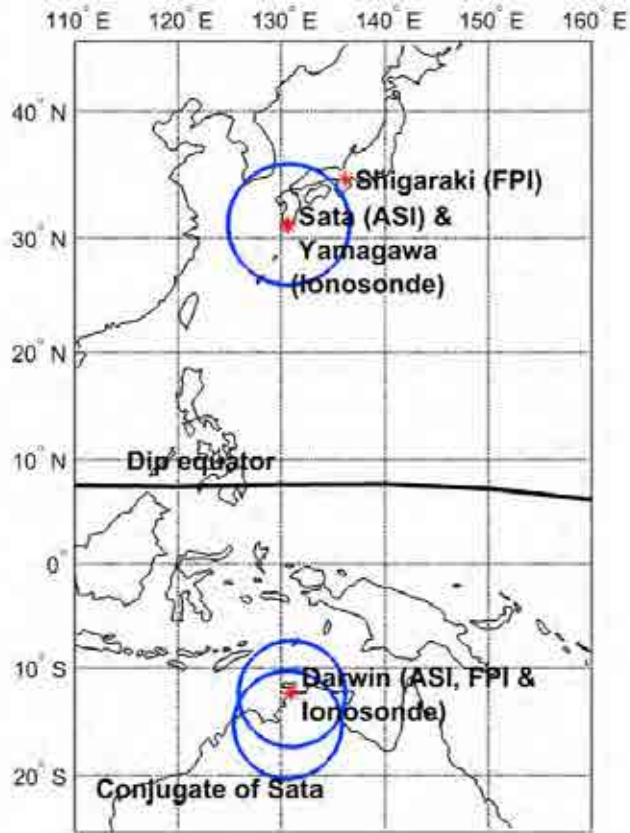 110° E 120° E 130° E 140° E 150° E 160° E
40° N
Shigaraki (FPI)
Sata (ASI) &
30° N
Yamagawa
(Ionosonde)
20° N
10° N
Dip equator
0°
10° S
Darwin (ASI, FPI &
Ionosonde)
20° S
Conjugate of Sata